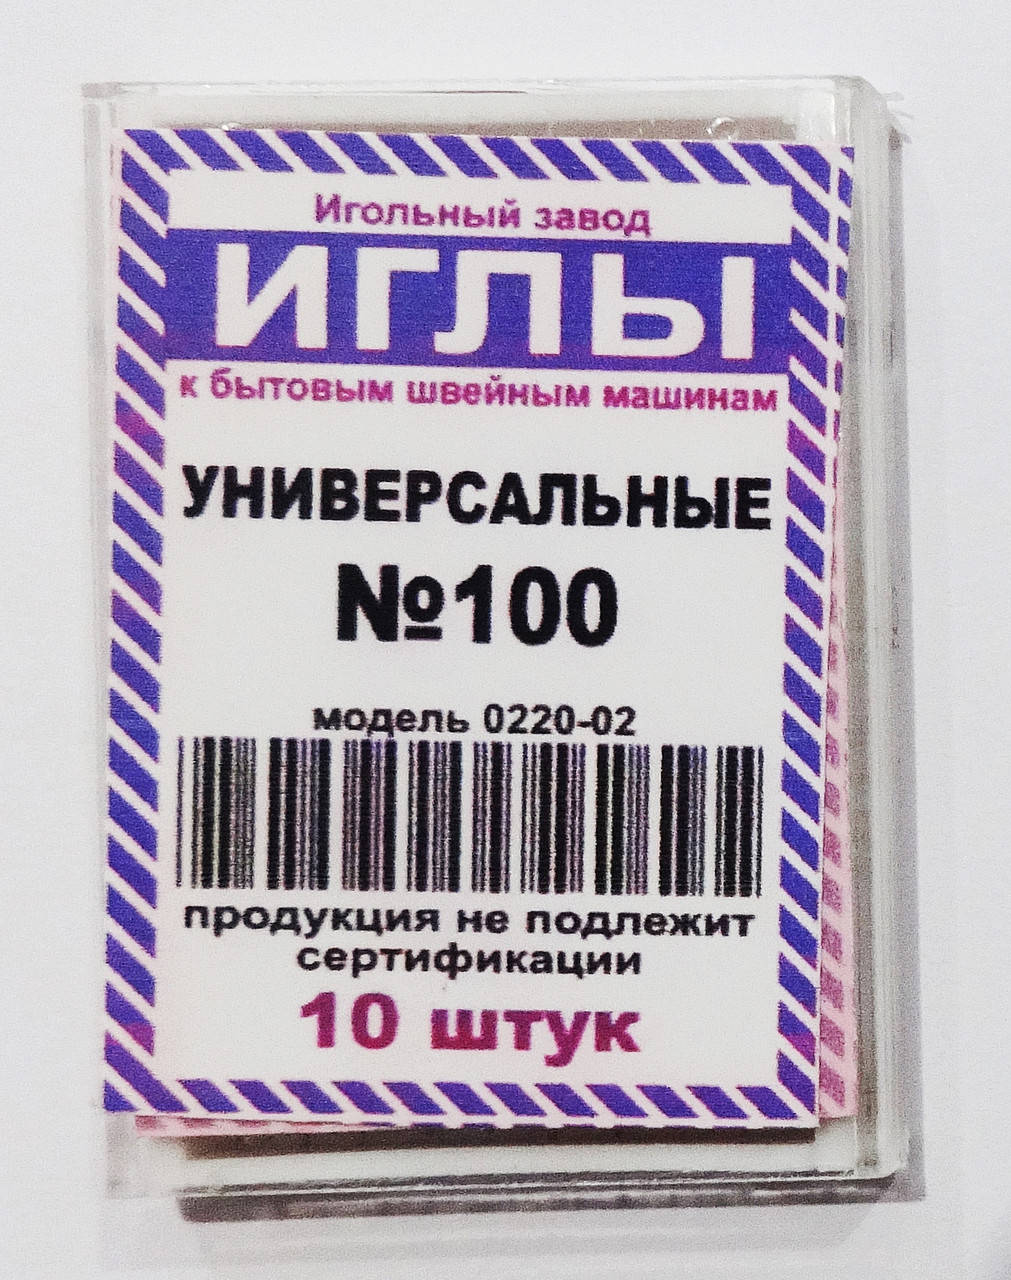 Игольный завод
ИГЛЫ
к бытовым швейным машинам
УНИВЕРСАЛЬНЫЕ
№100
модель 0220-02
продукция не подлежит
сертификации
10 штук